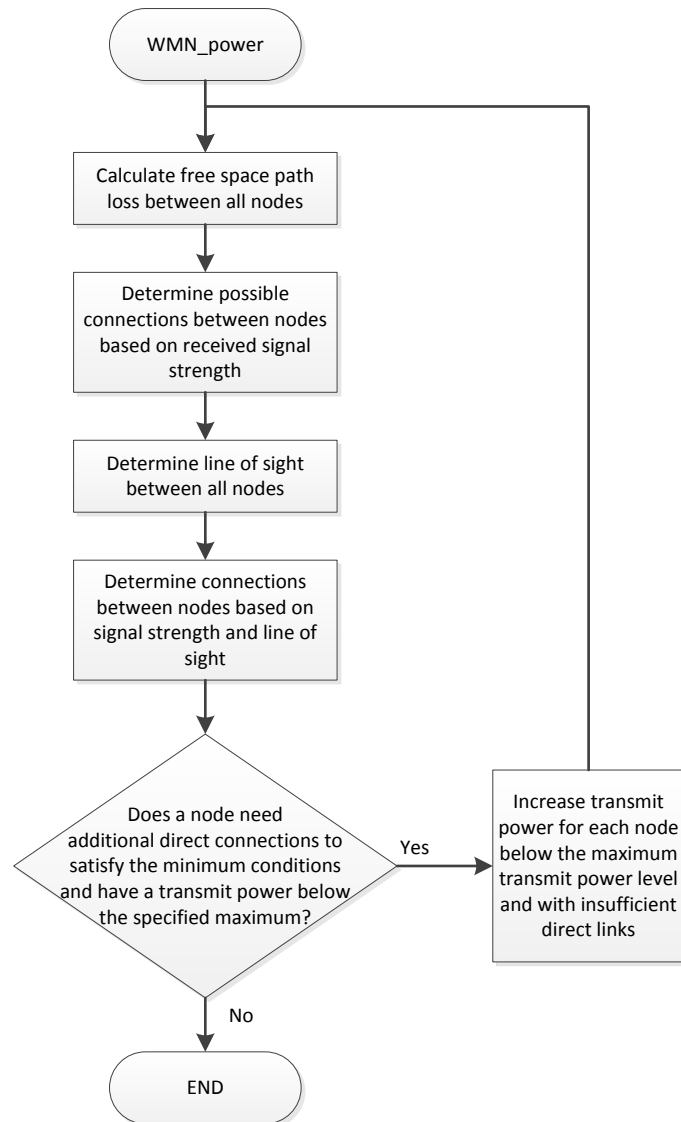 WMN_power
Calculate free space path
loss between all nodes
Determine possible
connections between nodes
based on received signal
strength
Determine line of sight
between all nodes
Determine connections
between nodes based on
signal strength and line of
sight
Does a node need
additional direct connections to
satisfy the minimum conditions
and have a transmit power below
the specified maximum?
Yes
Increase transmit
power for each node
below the maximum
transmit power level
and with insufficient
direct links
No
END